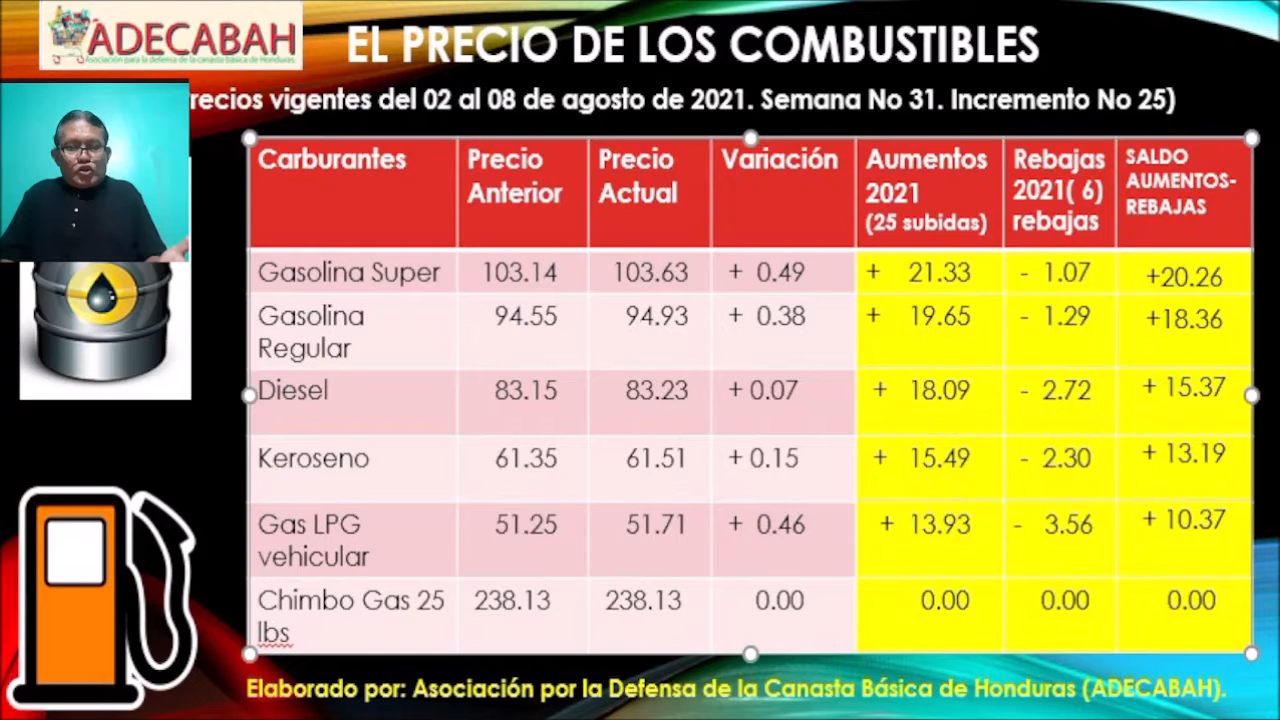 ADECABAH
Asociación para la defensa de la canasta básica de Honduras.
EL PRECIO DE LOS COMBUSTIBLES
recios vigentes del 02 al 08 de agosto de 2021. Semana No 31. Incremento No 25)
Carburantes Precio Anterior Precio Actual Variación Aumentos 2021 (25 subidas) Rebajas 2021( 6) rebajas SALDO AUMENTOS-REBAJAS
Gasolina Super 103.14 103.63 + 0.49 + 21.33 - 1.07 +20.26
Gasolina Regular 94.55 94.93 + 0.38 + 19.65 - 1.29 +18.36
Diesel 83.15 83.23 + 0.07 + 18.09 - 2.72 + 15.37
Keroseno 61.35 61.51 + 0.15 + 15.49 - 2.30 + 13.19
Gas LPG vehicular 51.25 51.71 + 0.46 + 13.93 - 3.56 + 10.37
Chimbo Gas 25 lbs 238.13 238.13 0.00 0.00 0.00 0.00
Elaborado por: Asociación por la Defensa de la Canasta Básica de Honduras (ADECABAH).